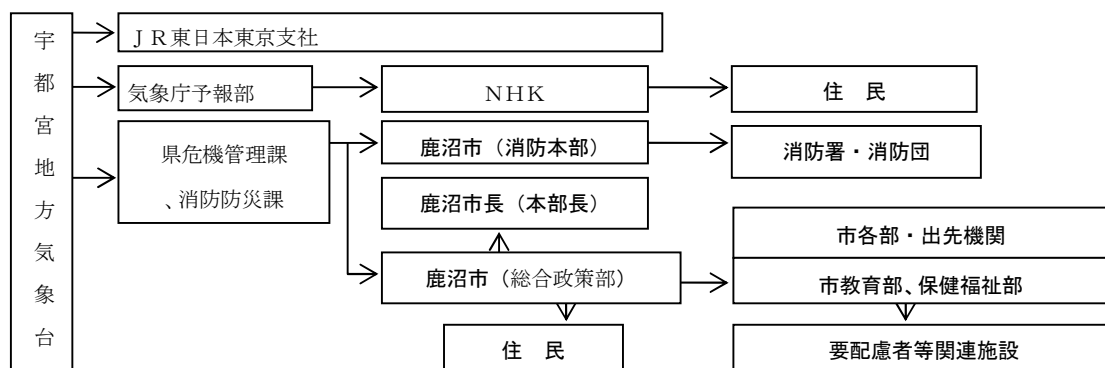 宇都宮地方気象台
ＪＲ東日本東京支社
気象庁予報部
NHK
住　民
県危機管理課
、消防防災課
鹿沼市（消防本部）
消防署・消防団
鹿沼市長（本部長）
市各部・出先機関
鹿沼市（総合政策部）
市教育部、保健福祉部
住　民
要配慮者等関連施設